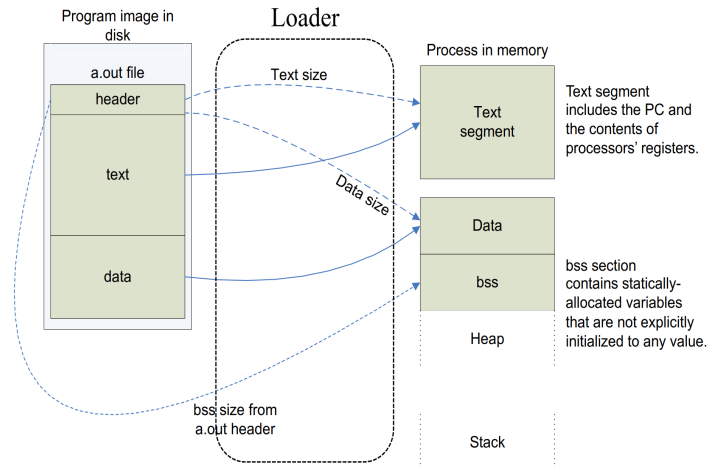 Program image in
disk
Loader
Process in memory
a.out file
header
text
data
Text size
Data size
bss size from
a.out header
Text
segment
Data
bss
Heap
Stack
Text segment
includes the PC and
the contents of
processors' registers.
bss section
contains statically-
allocated variables
that are not explicitly
initialized to any value.